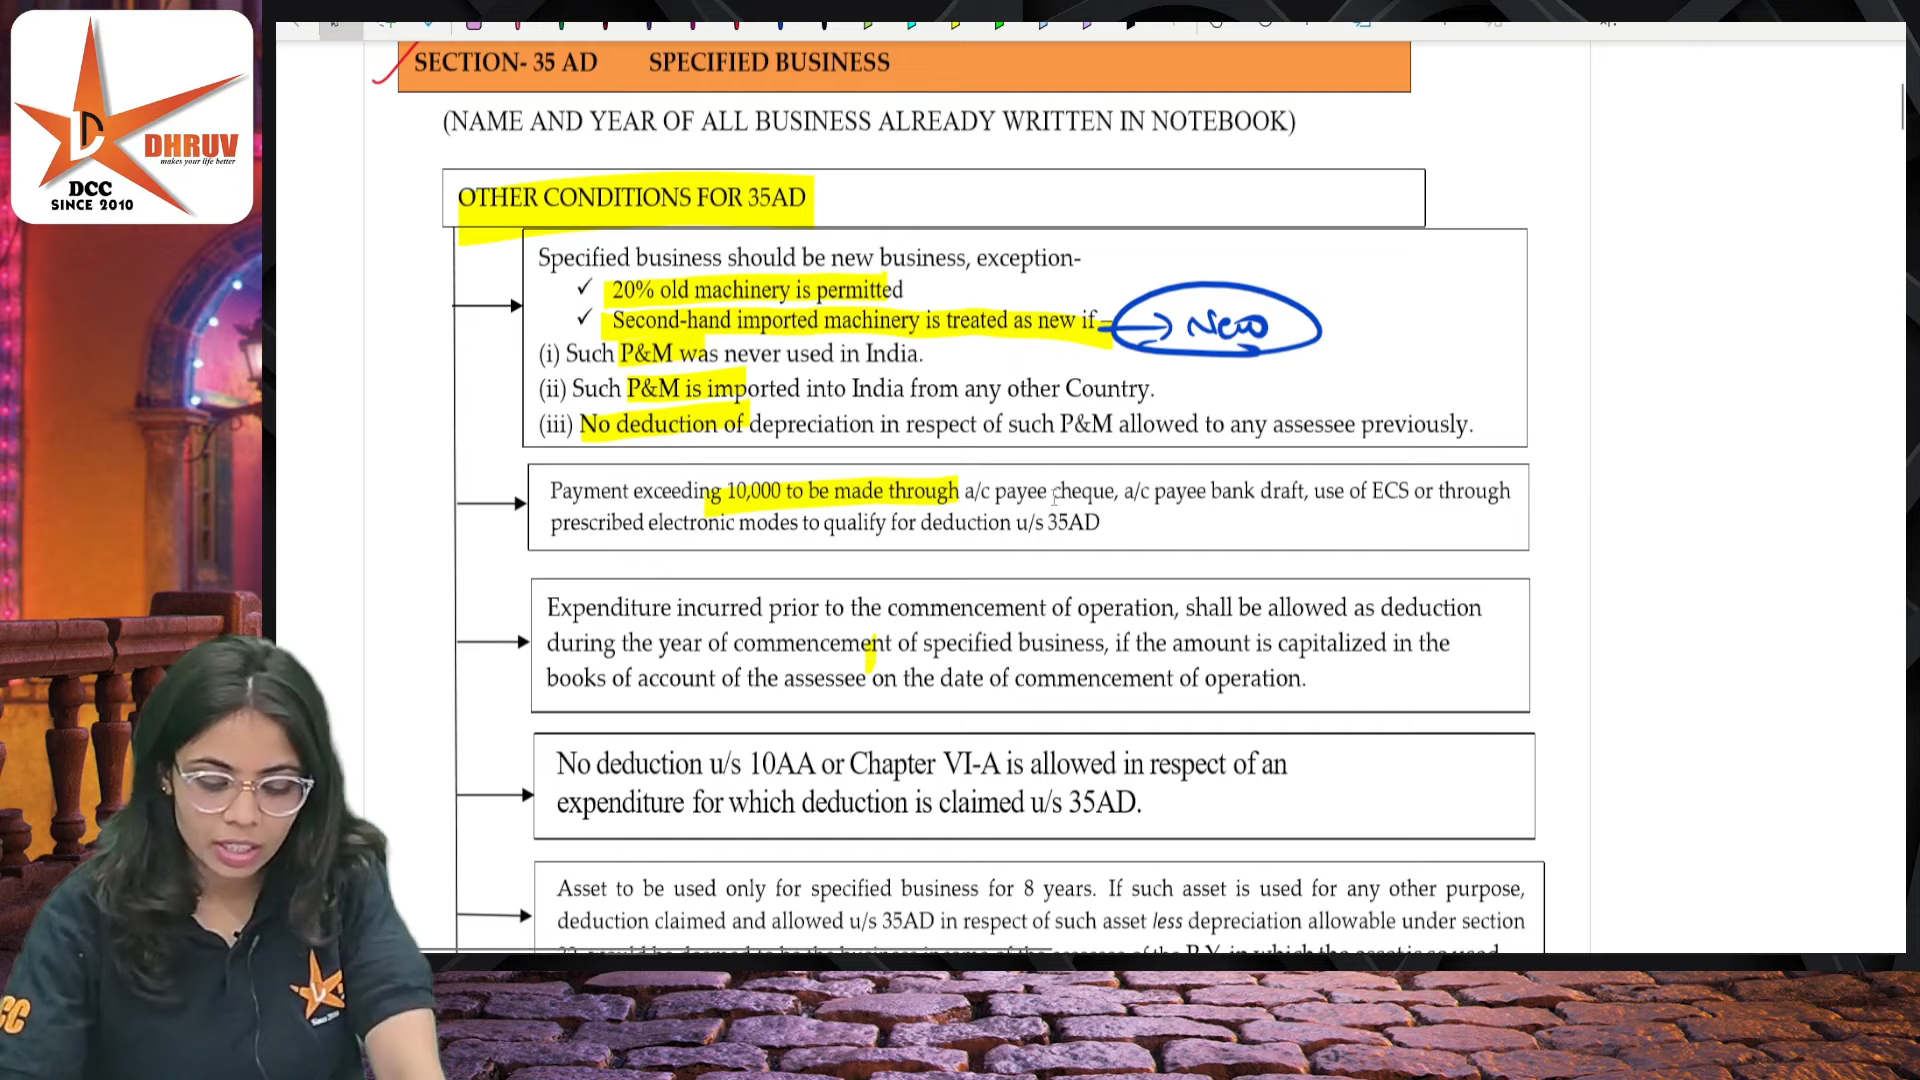 SECTION- 35 AD SPECIFIED BUSINESS
(NAME AND YEAR OF ALL BUSINESS ALREADY WRITTEN IN NOTEBOOK)
OTHER CONDITIONS FOR 35AD
Specified business should be new business, exception-
✓ 20% old machinery is permitted
✓ Second-hand imported machinery is treated as new if – → New
(i) Such P&M was never used in India.
(ii) Such P&M is imported into India from any other Country.
(iii) No deduction of depreciation in respect of such P&M allowed to any assessee previously.
Payment exceeding 10,000 to be made through a/c payee cheque, a/c payee bank draft, use of ECS or through
prescribed electronic modes to qualify for deduction u/s 35AD
Expenditure incurred prior to the commencement of operation, shall be allowed as deduction
during the year of commencement of specified business, if the amount is capitalized in the
books of account of the assessee on the date of commencement of operation.
No deduction u/s 10AA or Chapter VI-A is allowed in respect of an
expenditure for which deduction is claimed u/s 35AD.
Asset to be used only for specified business for 8 years. If such asset is used for any other purpose,
deduction claimed and allowed u/s 35AD in respect of such asset less depreciation allowable under section
DC
DHRUV
makes your life better
DCC
SINCE 2010